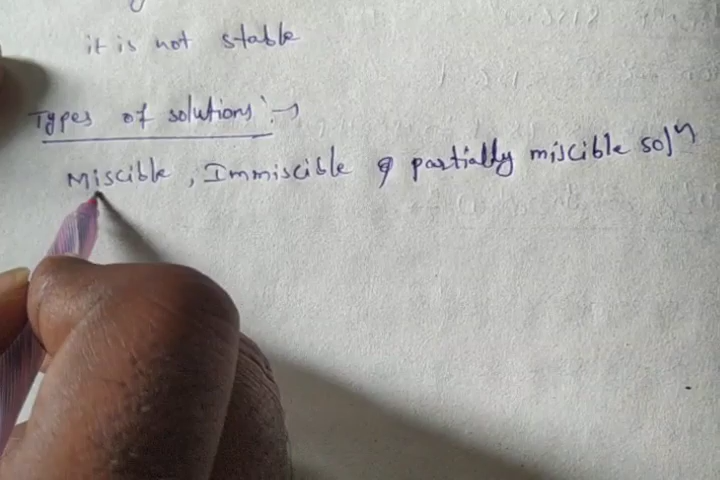 it is not stable
Types of solutions :→
Miscible , Immiscible & partially miscible solⁿ